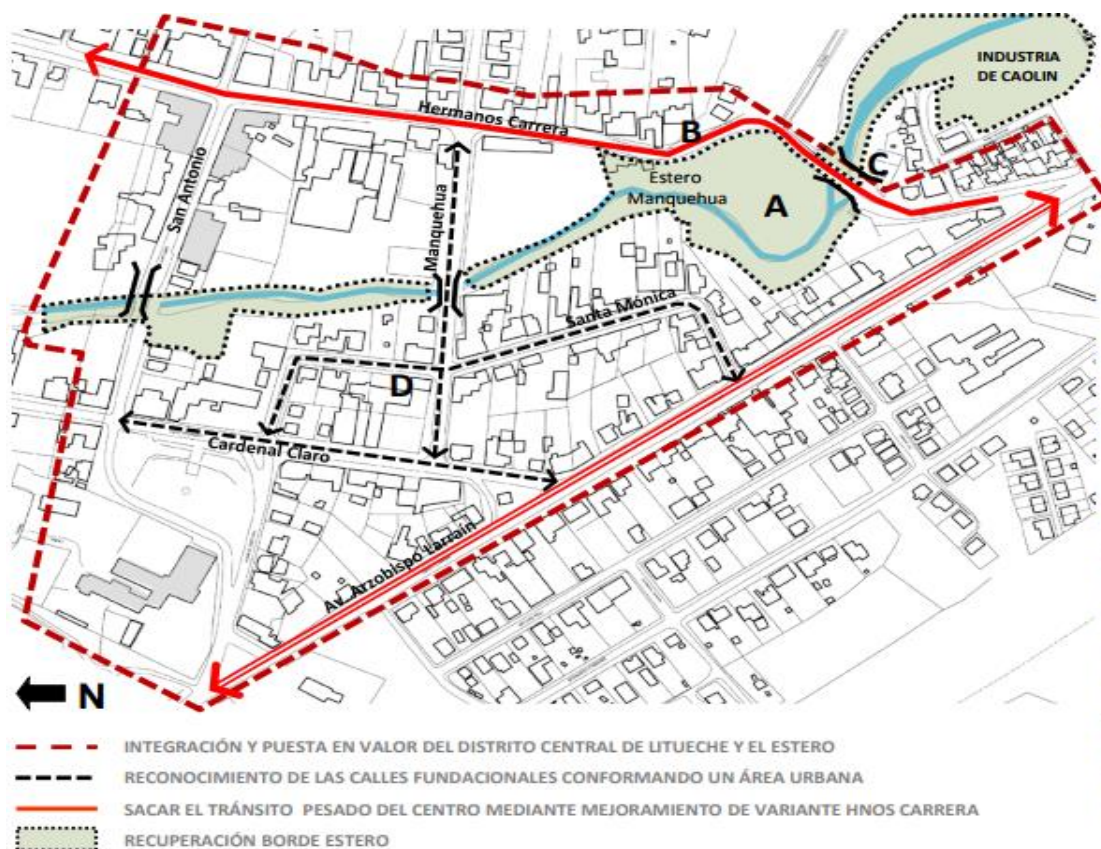 INDUSTRIA
DE CAOLIN
Hermanos Carrera
B
C
San Antonio
Manquehua
Estero
Manquehua
A
Santa Mónica
D
Cardenal Claro
Av. Arzobispo Larraín
N
INTEGRACIÓN Y PUESTA EN VALOR DEL DISTRITO CENTRAL DE LITUECHE Y EL ESTERO
RECONOCIMIENTO DE LAS CALLES FUNDACIONALES CONFORMANDO UN ÁREA URBANA
SACAR EL TRÁNSITO PESADO DEL CENTRO MEDIANTE MEJORAMIENTO DE VARIANTE HNOS CARRERA
RECUPERACIÓN BORDE ESTERO